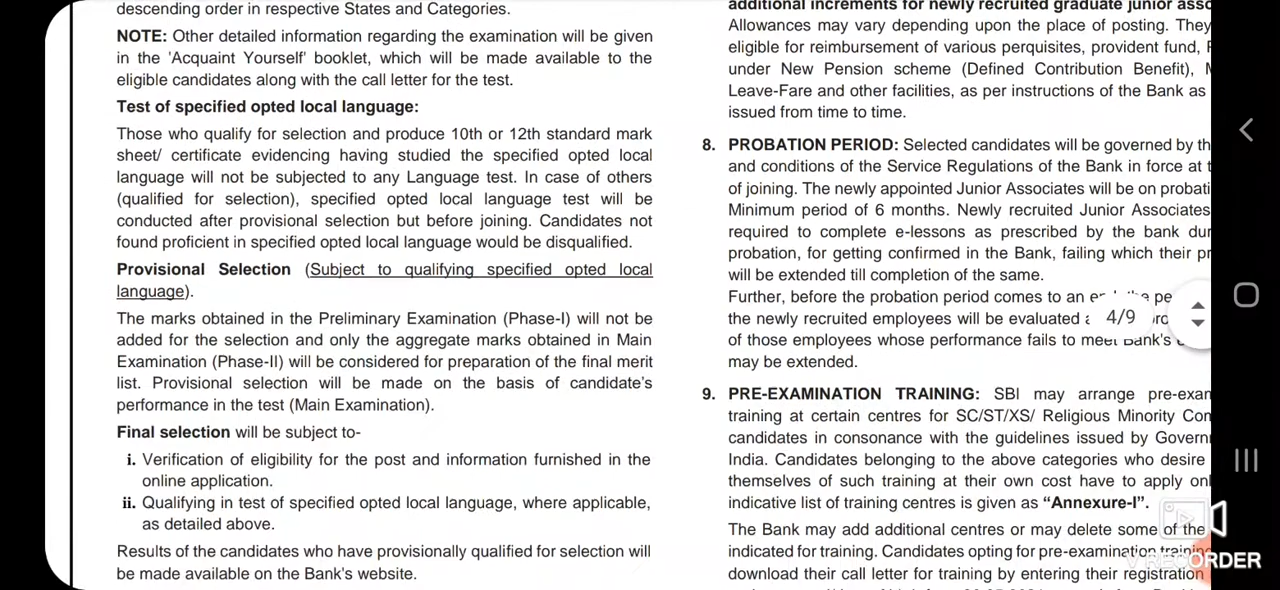 descending order in respective States and Categories.
NOTE: Other detailed information regarding the examination will be given
in the 'Acquaint Yourself' booklet, which will be made available to the
eligible candidates along with the call letter for the test.
Test of specified opted local language:
Those who qualify for selection and produce 10th or 12th standard mark
sheet/ certificate evidencing having studied the specified opted local
language will not be subjected to any Language test. In case of others
(qualified for selection), specified opted local language test will be
conducted after provisional selection but before joining. Candidates not
found proficient in specified opted local language would be disqualified.
Provisional Selection (Subject to qualifying specified opted local
language).
The marks obtained in the Preliminary Examination (Phase-I) will not be
added for the selection and only the aggregate marks obtained in Main
Examination (Phase-II) will be considered for preparation of the final merit
list. Provisional selection will be made on the basis of candidate's
performance in the test (Main Examination).
Final selection will be subject to-
i. Verification of eligibility for the post and information furnished in the
online application.
ii. Qualifying in test of specified opted local language, where applicable,
as detailed above.
Results of the candidates who have provisionally qualified for selection will
be made available on the Bank's website.
additional increments for newly recruited graduate junior
Allowances may vary depending upon the place of posting. They
eligible for reimbursement of various perquisites, provident fund,
under New Pension scheme (Defined Contribution Benefit),
Leave-Fare and other facilities, as per instructions of the Bank as
issued from time to time.
8. PROBATION PERIOD: Selected candidates will be governed by
and conditions of the Service Regulations of the Bank in force at
of joining. The newly appointed Junior Associates will be on
Minimum period of 6 months. Newly recruited Junior Associates
required to complete e-lessons as prescribed by the bank
probation, for getting confirmed in the Bank, failing which their
will be extended till completion of the same.
Further, before the probation period comes to an
the newly recruited employees will be evaluated
4/9
of those employees whose performance fails to meet Bank's
may be extended.
9. PRE-EXAMINATION TRAINING: SBI may arrange
training at certain centres for SC/ST/XS/ Religious Minority
candidates in consonance with the guidelines issued by
India. Candidates belonging to the above categories who desire
themselves of such training at their own cost have to apply
indicative list of training centres is given as “Annexure-I”.
The Bank may add additional centres or may delete some of the
indicated for training. Candidates opting for pre-examination training
download their call letter for training by entering their registration
RECORDER